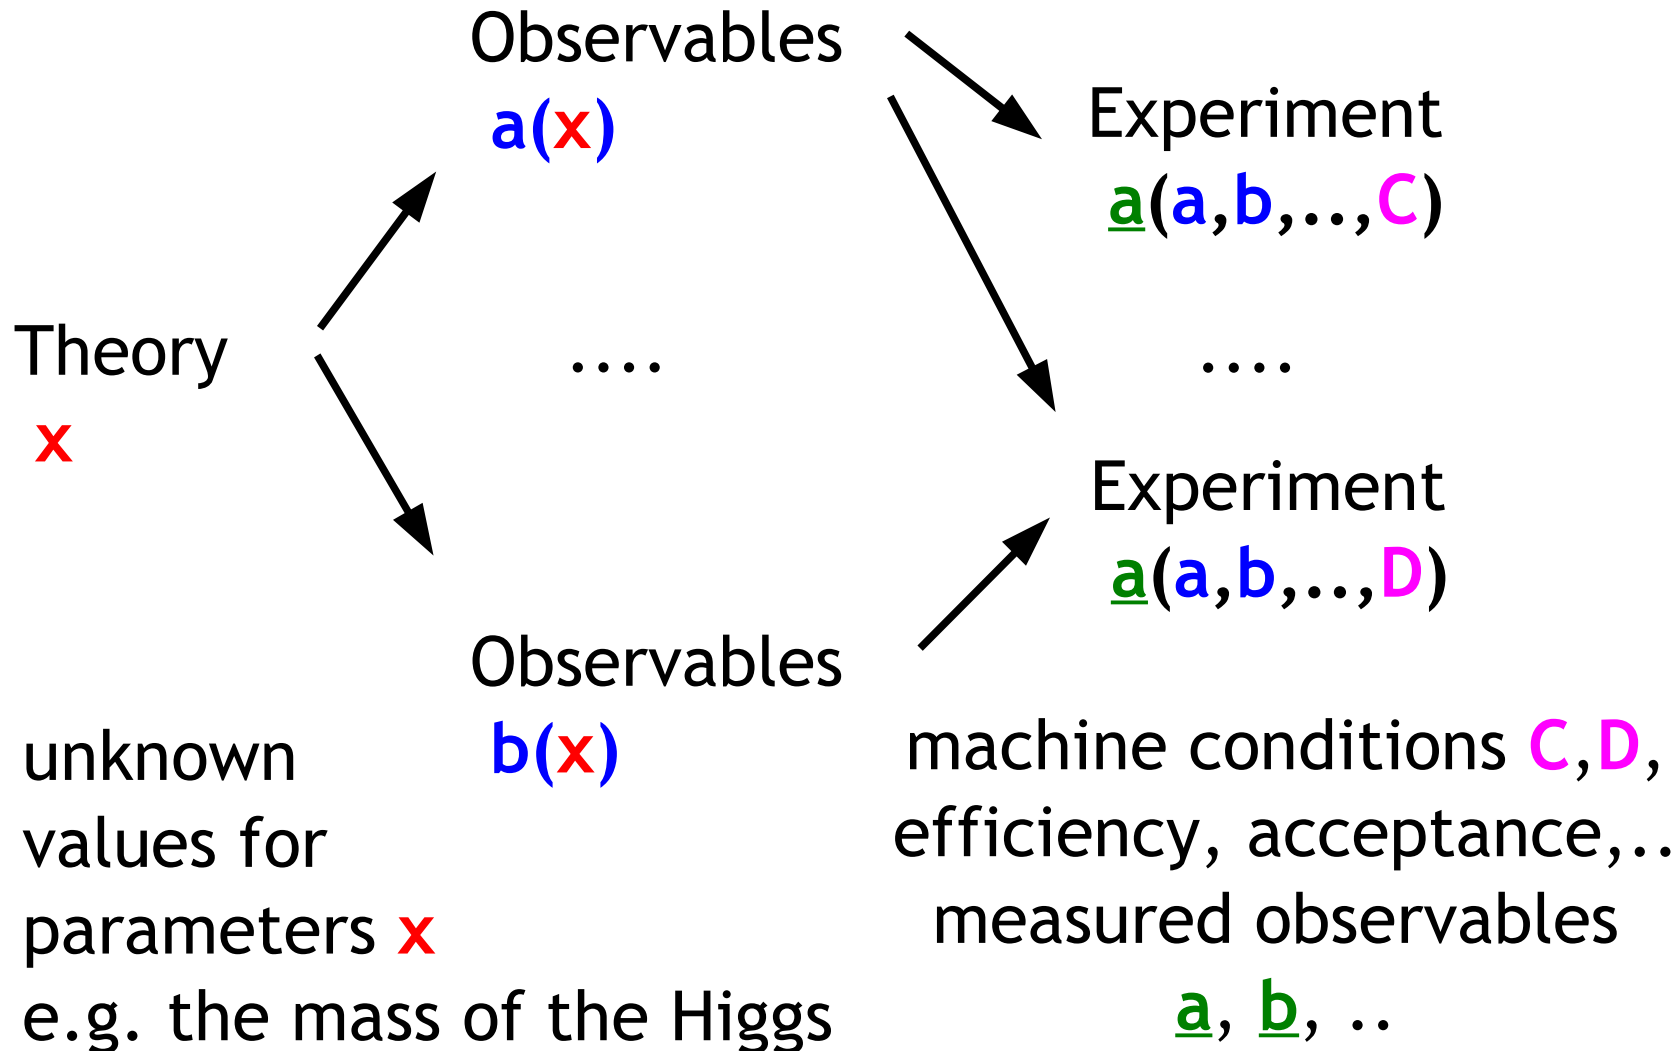 Observables
a(x)
Experiment
a(a,b,..,C)
Theory
x
....
....
Experiment
a(a,b,..,D)
Observables
b(x)
unknown
values for
parameters x
e.g. the mass of the Higgs
machine conditions C,D,
efficiency, acceptance,..
measured observables
a, b, ..